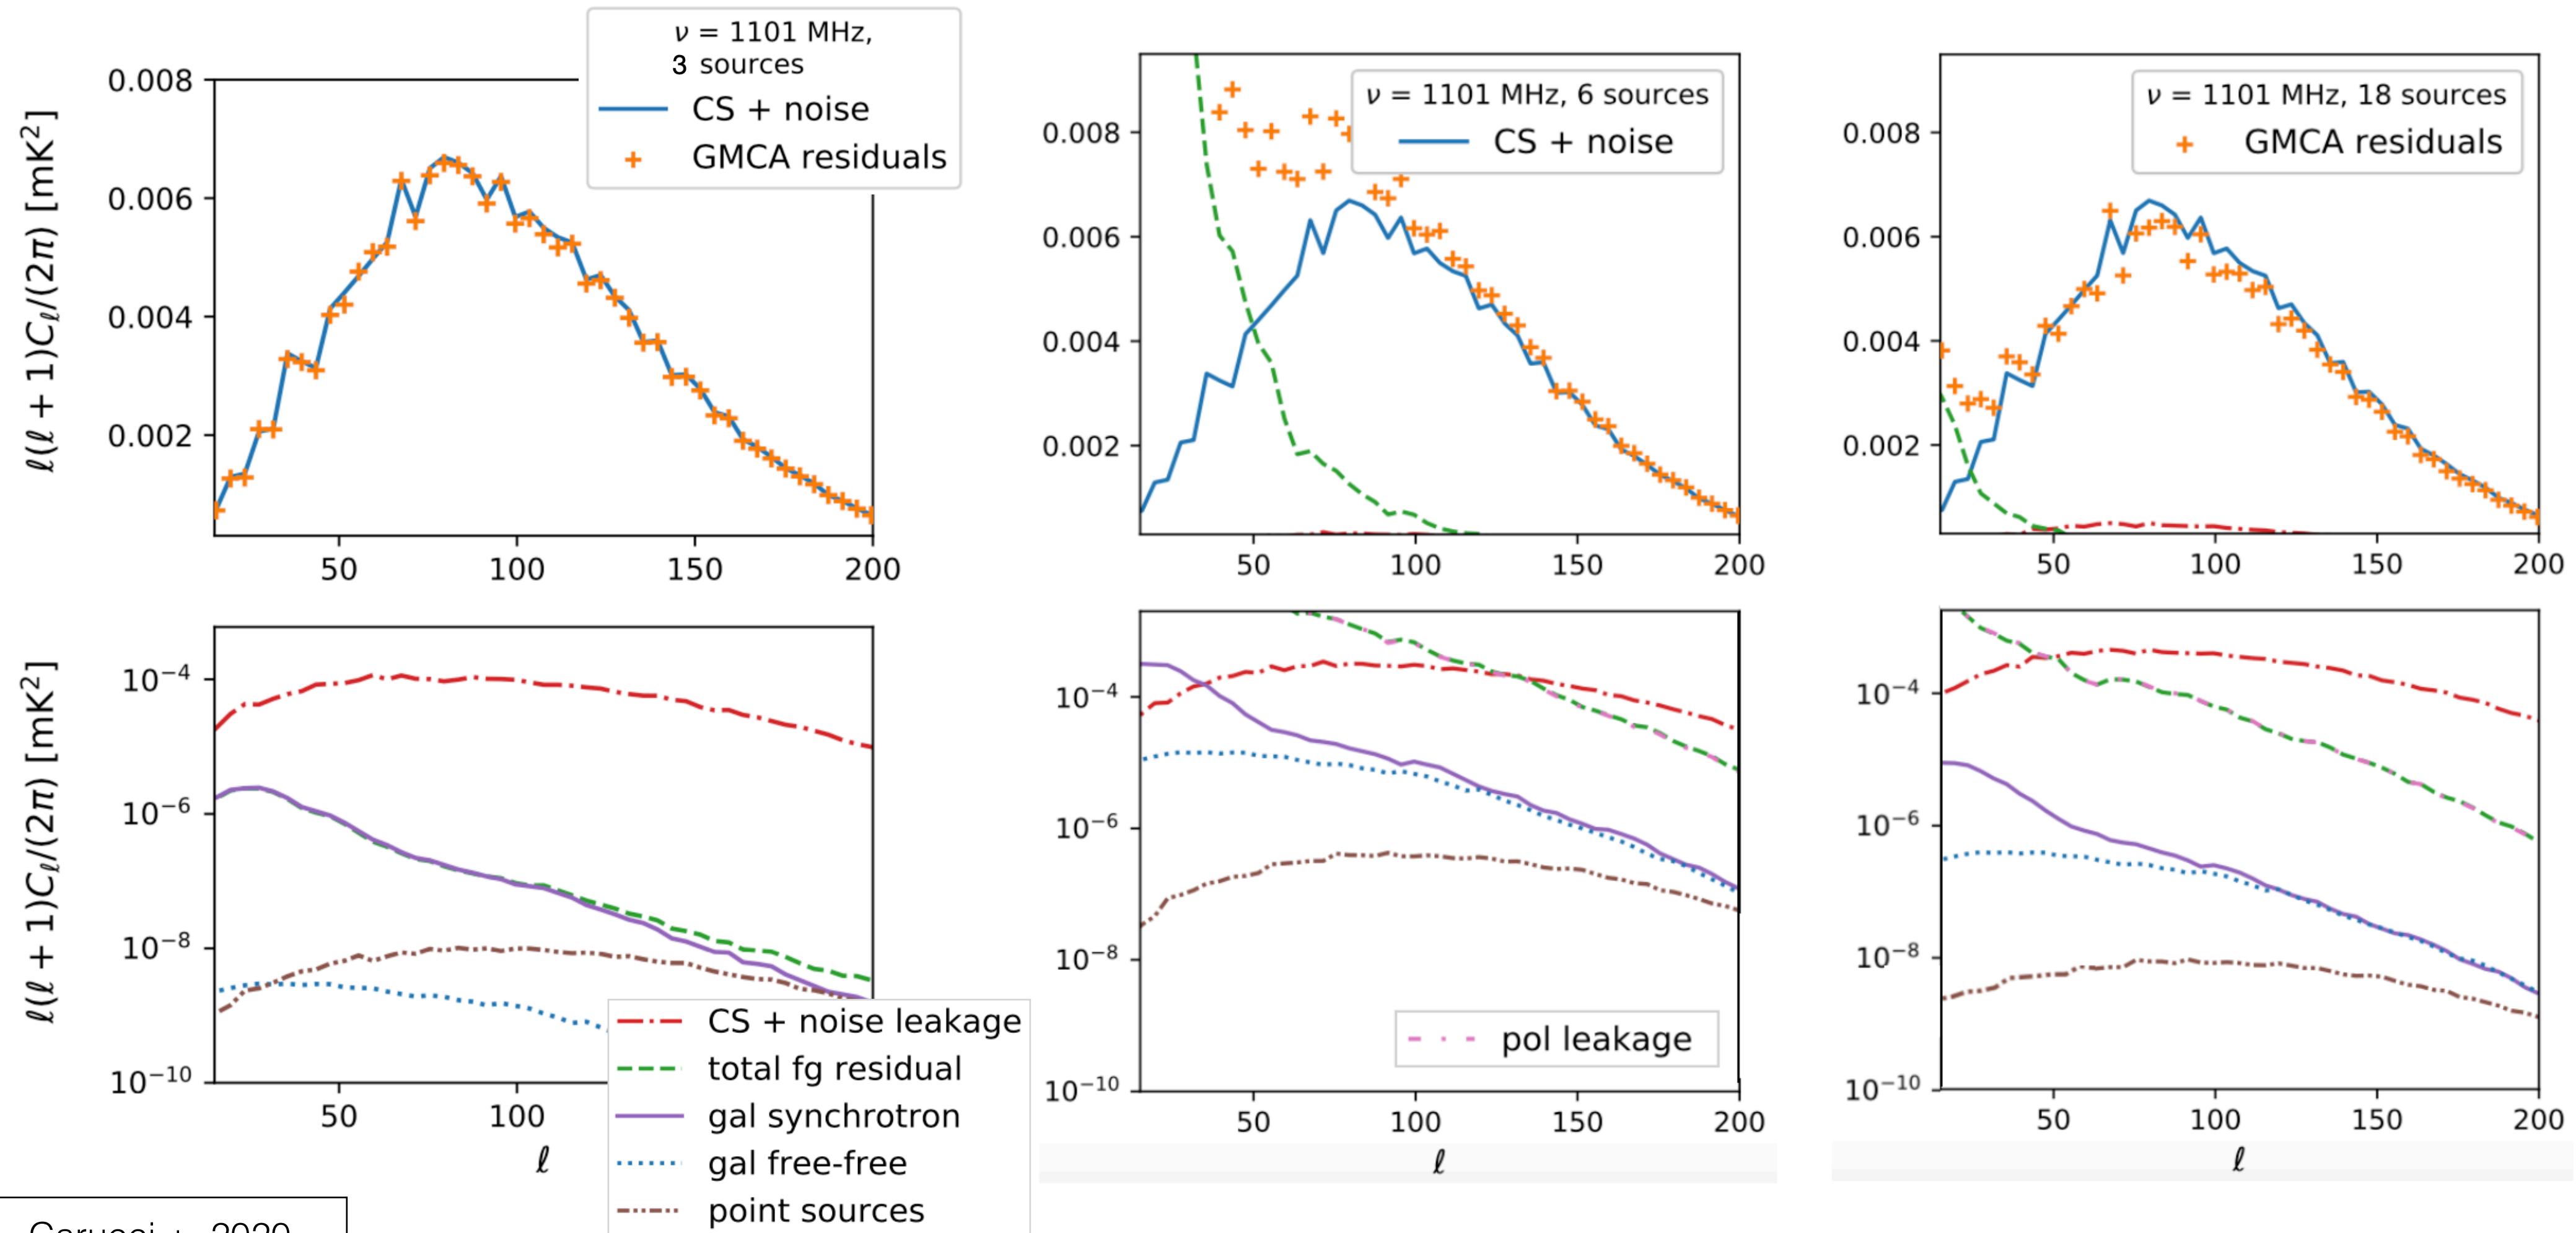 ν = 1101 MHz,
3 sources
CS + noise
GMCA residuals
ℓ(ℓ + 1)Cℓ/(2π) [mK²]
0.008
0.006
0.004
0.002
50 100 150 200
ν = 1101 MHz, 6 sources
CS + noise
0.008
0.006
0.004
0.002
50 100 150 200
ν = 1101 MHz, 18 sources
GMCA residuals
0.008
0.006
0.004
0.002
50 100 150 200
ℓ(ℓ + 1)Cℓ/(2π) [mK²]
10⁻⁴
10⁻⁶
10⁻⁸
10⁻¹⁰
50 100
ℓ
CS + noise leakage
total fg residual
gal synchrotron
gal free-free
point sources
10⁻⁴
10⁻⁶
10⁻⁸
10⁻¹⁰
pol leakage
50 100 150 200
ℓ
10⁻⁴
10⁻⁶
10⁻⁸
10⁻¹⁰
50 100 150 200
ℓ